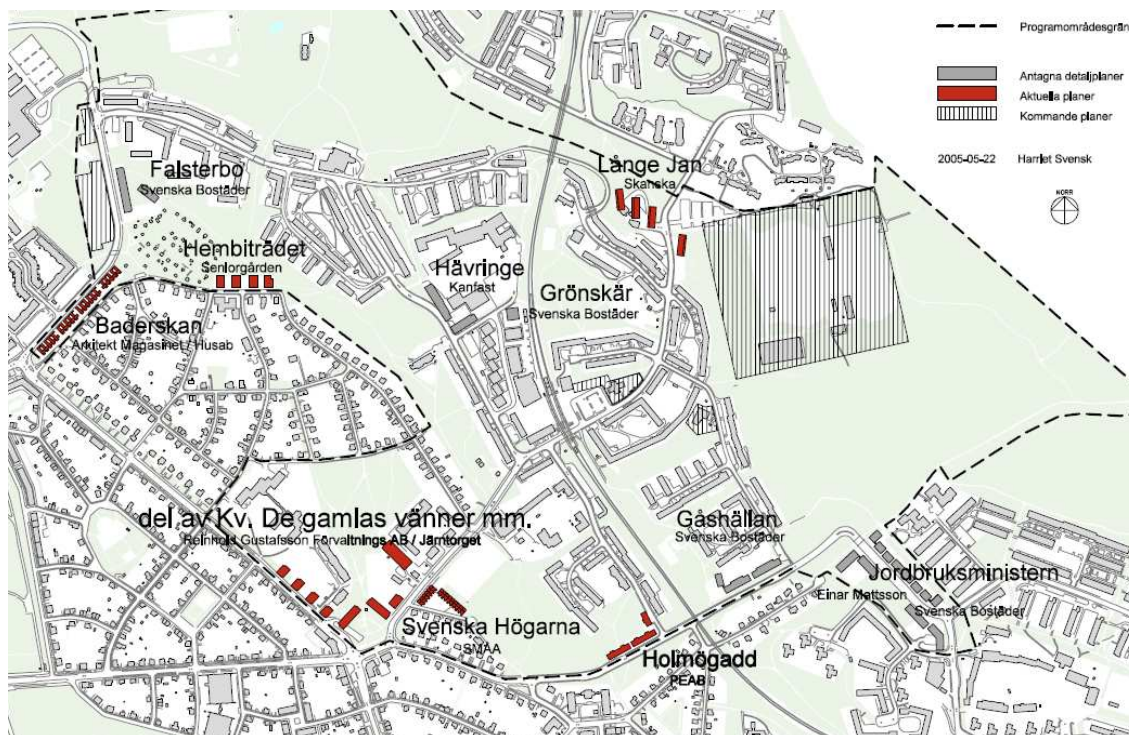 Programområdesgrän
Antagna detaljplaner
Aktuella planer
Kommande planer
2005-05-22 Harriet Svensk
NORR
Falsterbo
Svenska Bostäder
Långe Jan
Skanska
Hembiträdet
Seniorgården
Hävringe
Kanfast
Grönskär
Svenska Bostäder
Baderskan
Arkitekt Magasinet / Husab
del av Kv. De gamlas vänner mm.
Reinhold Gustafsson Förvaltnings AB / Järntorget
Gåshällan
Svenska Bostäder
Jordbruksministern
Einar Mattsson
Svenska Bostäder
Svenska Högarna
SMÅA
Holmögadd
PEAB